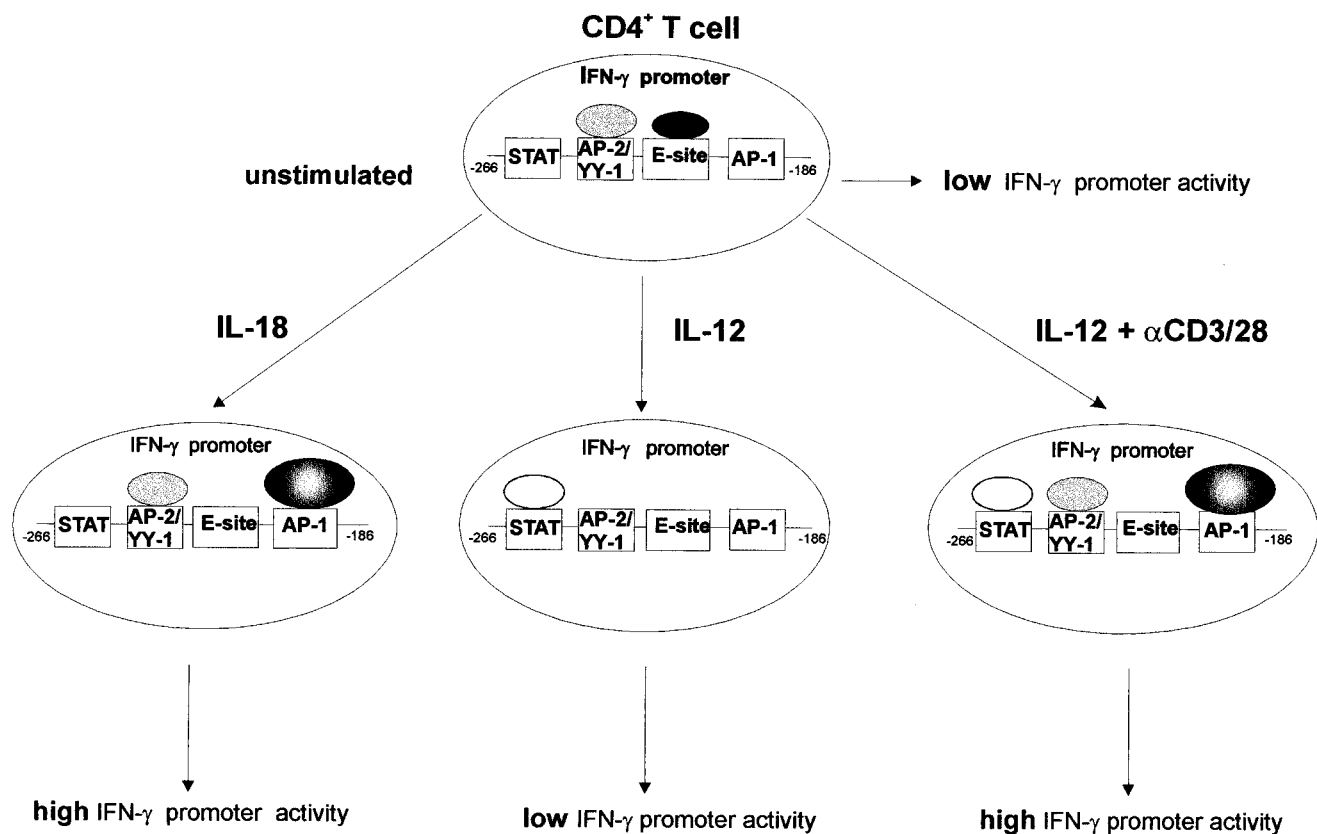 CD4⁺ T cell
IFN-γ promoter
-266 STAT AP-2/ E-site AP-1 -186
YY-1
unstimulated
low IFN-γ promoter activity
IL-18
IL-12
IL-12 + αCD3/28
IFN-γ promoter
-266 STAT AP-2/ E-site AP-1 -186
YY-1
IFN-γ promoter
-266 STAT AP-2/ E-site AP-1 -186
YY-1
IFN-γ promoter
-266 STAT AP-2/ E-site AP-1 -186
YY-1
high IFN-γ promoter activity
low IFN-γ promoter activity
high IFN-γ promoter activity